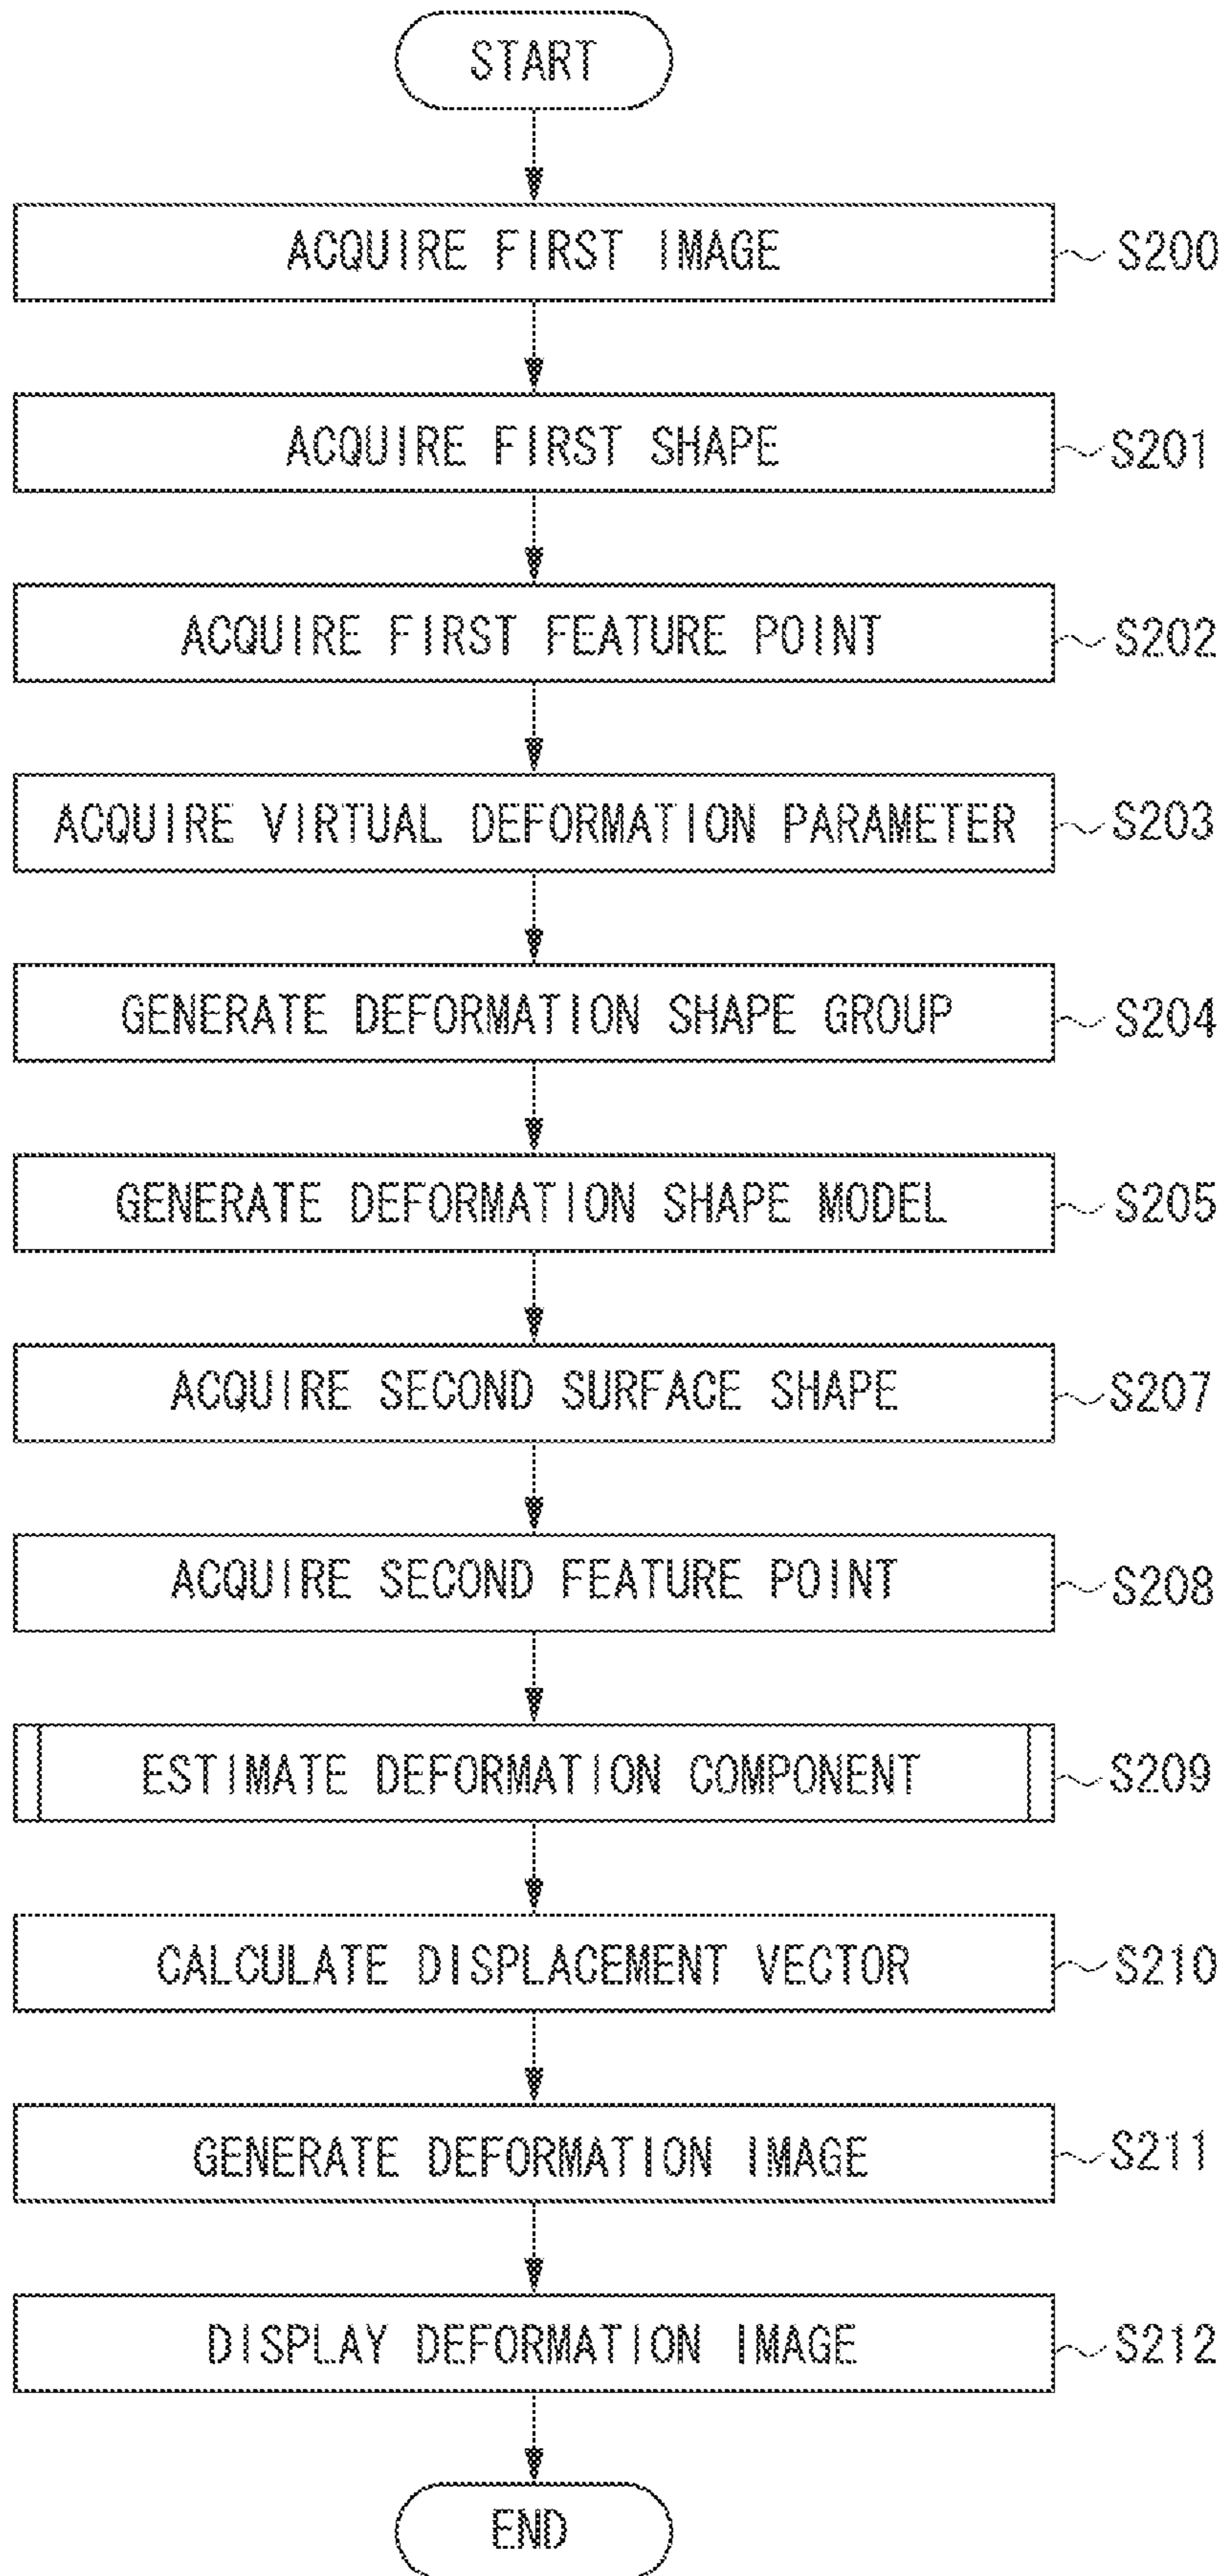 START
ACQUIRE FIRST IMAGE
S200
ACQUIRE FIRST SHAPE
S201
ACQUIRE FIRST FEATURE POINT
S202
ACQUIRE VIRTUAL DEFORMATION PARAMETER
S203
GENERATE DEFORMATION SHAPE GROUP
S204
GENERATE DEFORMATION SHAPE MODEL
S205
ACQUIRE SECOND SURFACE SHAPE
S207
ACQUIRE SECOND FEATURE POINT
S208
ESTIMATE DEFORMATION COMPONENT
S209
CALCULATE DISPLACEMENT VECTOR
S210
GENERATE DEFORMATION IMAGE
S211
DISPLAY DEFORMATION IMAGE
S212
END